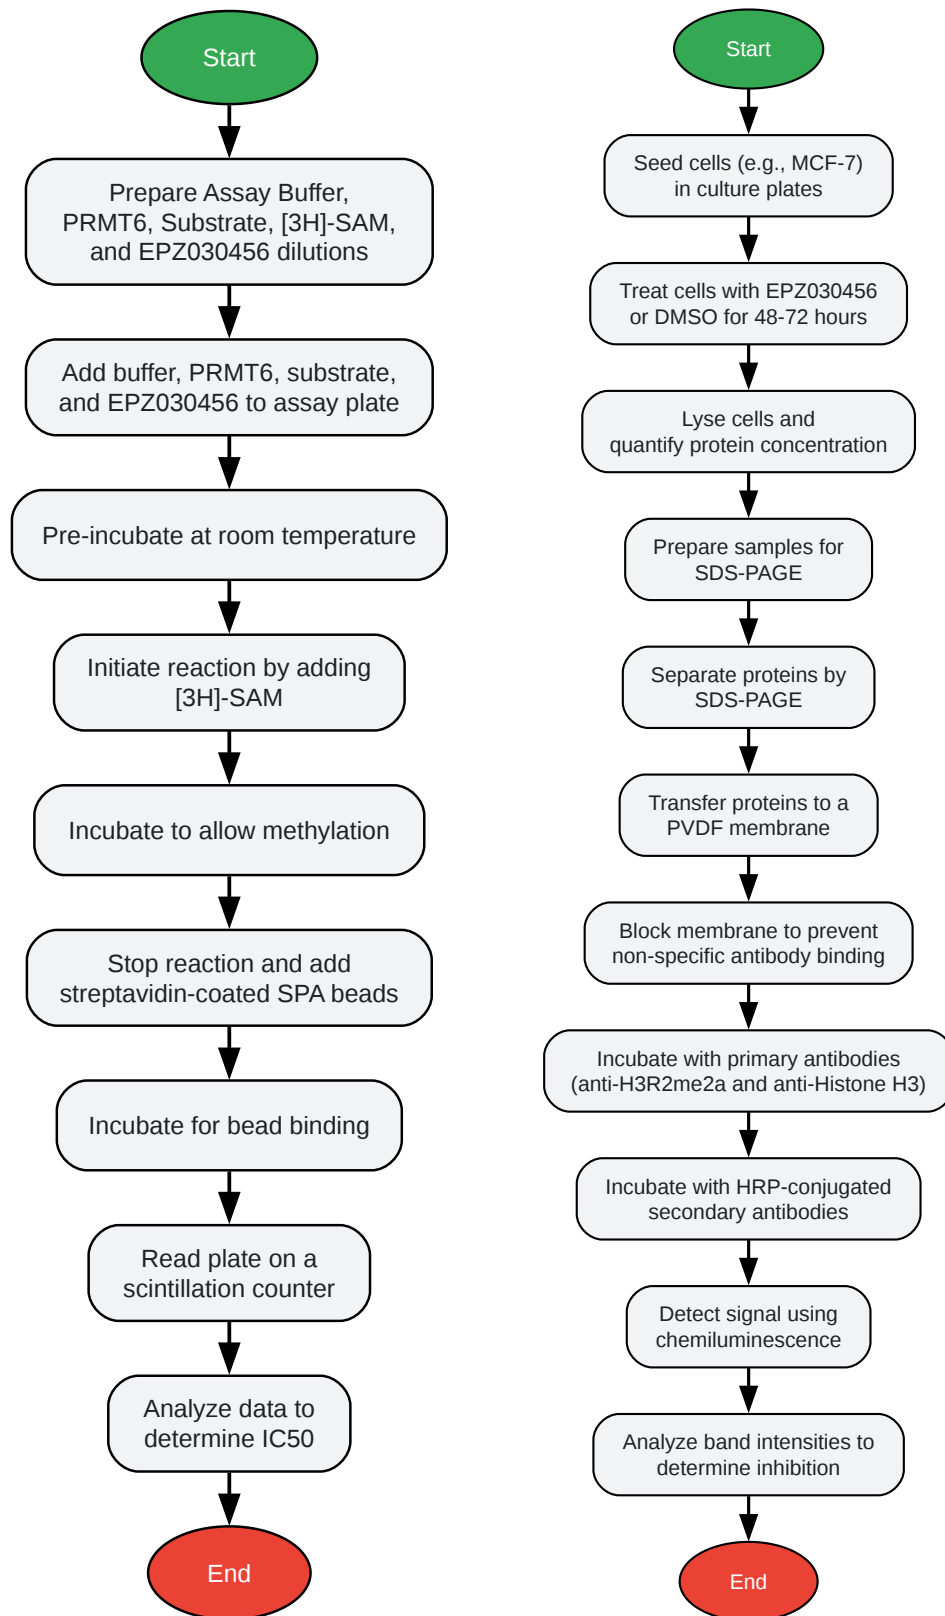 Start
Prepare Assay Buffer,
PRMT6, Substrate, [3H]-SAM,
and EPZ030456 dilutions
Add buffer, PRMT6, substrate,
and EPZ030456 to assay plate
Pre-incubate at room temperature
Initiate reaction by adding
[3H]-SAM
Incubate to allow methylation
Stop reaction and add
streptavidin-coated SPA beads
Incubate for bead binding
Read plate on a
scintillation counter
Analyze data to
determine IC50
End
Start
Seed cells (e.g., MCF-7)
in culture plates
Treat cells with EPZ030456
or DMSO for 48-72 hours
Lyse cells and
quantify protein concentration
Prepare samples for
SDS-PAGE
Separate proteins by
SDS-PAGE
Transfer proteins to a
PVDF membrane
Block membrane to prevent
non-specific antibody binding
Incubate with primary antibodies
(anti-H3R2me2a and anti-Histone H3)
Incubate with HRP-conjugated
secondary antibodies
Detect signal using
chemiluminescence
Analyze band intensities to
determine inhibition
End